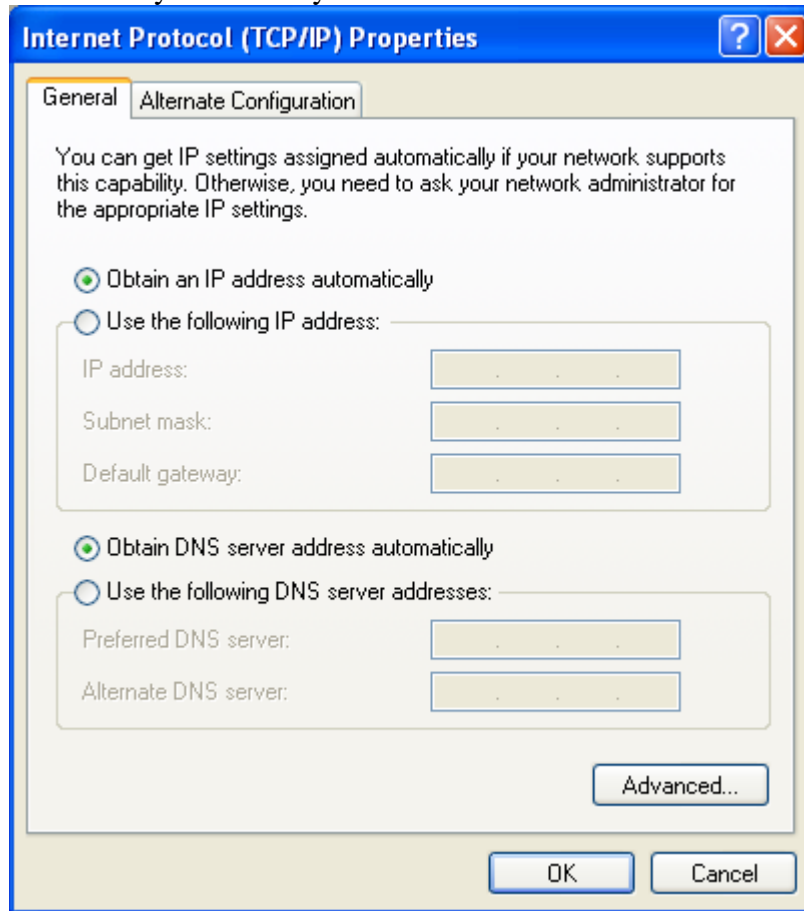 Internet Protocol (TCP/IP) Properties
General Alternate Configuration
You can get IP settings assigned automatically if your network supports
this capability. Otherwise, you need to ask your network administrator for
the appropriate IP settings.
Obtain an IP address automatically
Use the following IP address:
IP address:
Subnet mask:
Default gateway:
Obtain DNS server address automatically
Use the following DNS server addresses:
Preferred DNS server:
Alternate DNS server:
Advanced...
OK Cancel